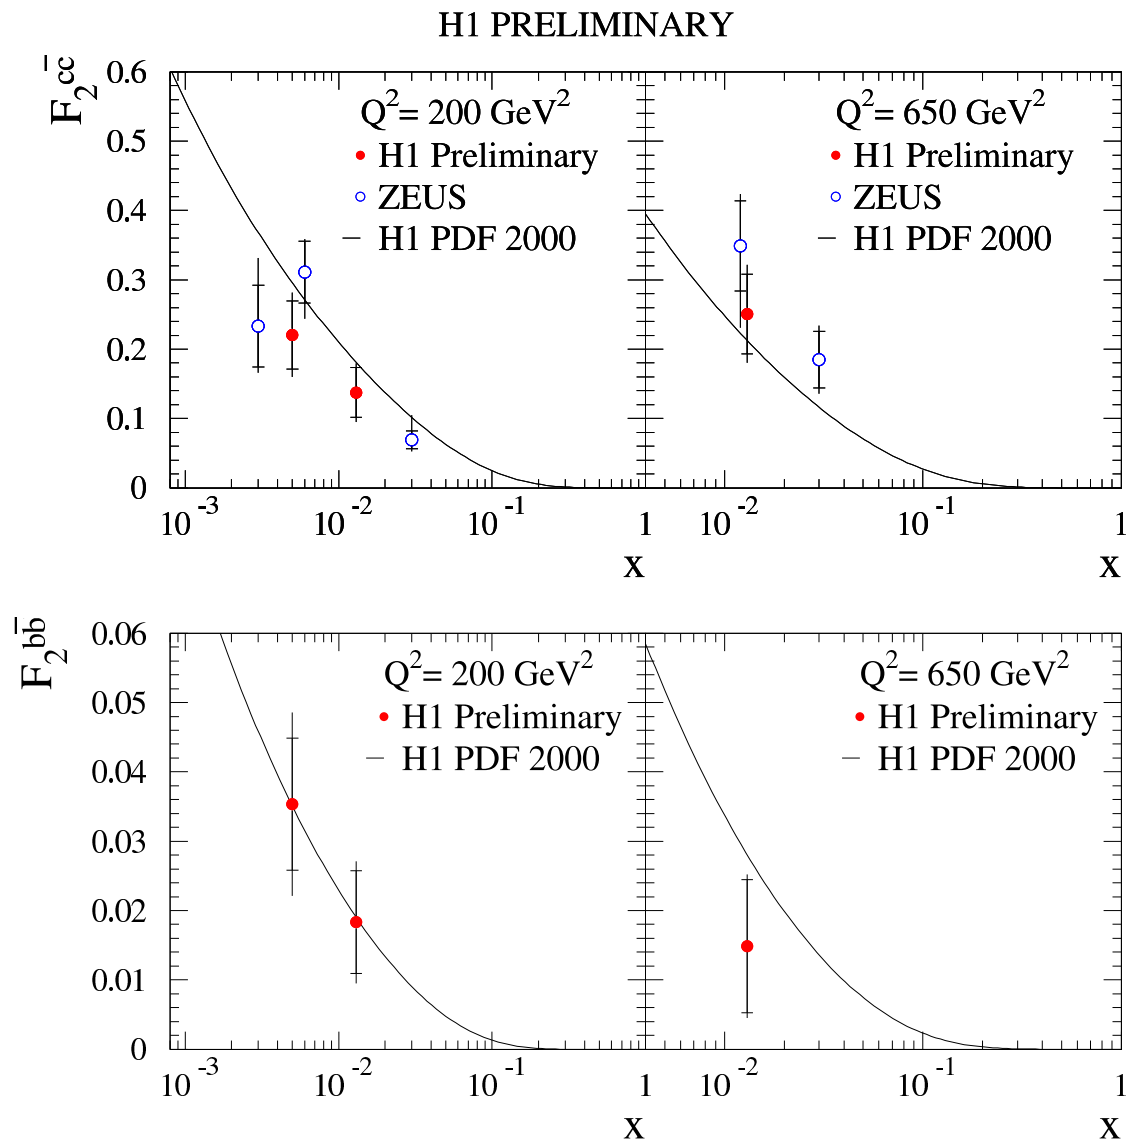 H1 PRELIMINARY
F₂^cc̅
0.6
0.5
0.4
0.3
0.2
0.1
0
Q²= 200 GeV²
H1 Preliminary
ZEUS
H1 PDF 2000
Q²= 650 GeV²
H1 Preliminary
ZEUS
H1 PDF 2000
10⁻³ 10⁻² 10⁻¹ 1 10⁻² 10⁻¹ 1
x x
F₂^bb̅
0.06
0.05
0.04
0.03
0.02
0.01
0
Q²= 200 GeV²
H1 Preliminary
H1 PDF 2000
Q²= 650 GeV²
H1 Preliminary
H1 PDF 2000
10⁻³ 10⁻² 10⁻¹ 1 10⁻² 10⁻¹ 1
x x